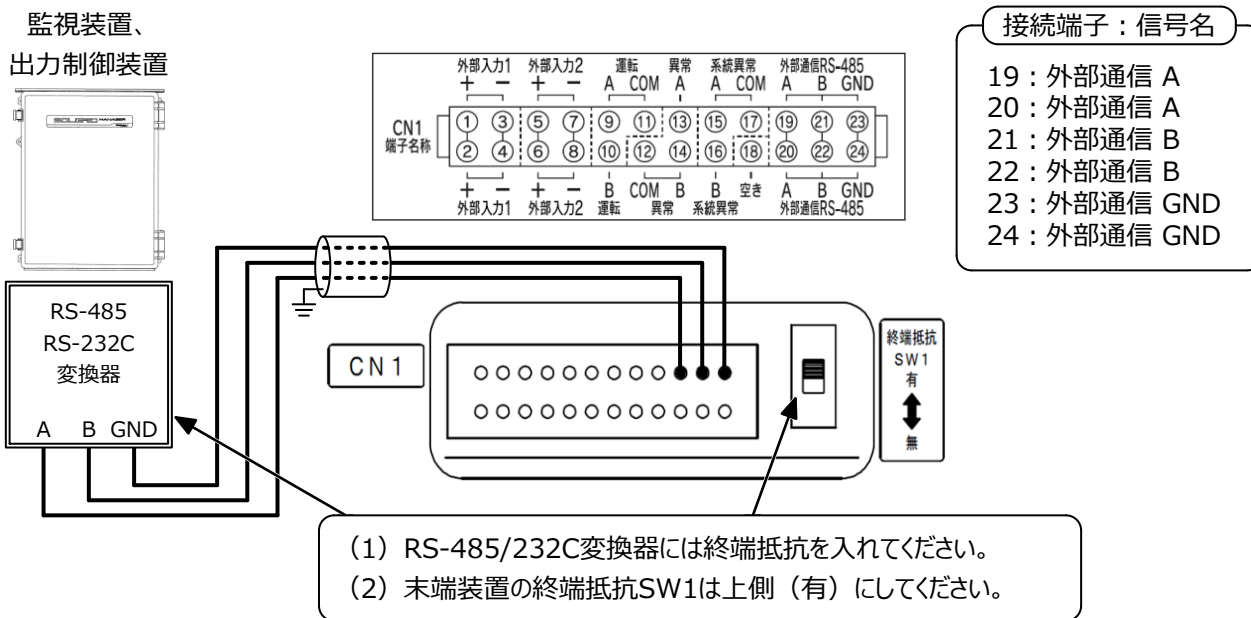 監視装置、
出力制御装置
SOLGRID MANAGER
RS-485
RS-232C
変換器
A B GND
外部入力1 外部入力2 運転 異常 系統異常 外部通信RS-485
+ − + − A COM A A COM A B GND
CN1
端子名称
① ③ ⑤ ⑦ ⑨ ⑪ ⑬ ⑮ ⑰ ⑲ ㉑ ㉓
② ④ ⑥ ⑧ ⑩ ⑫ ⑭ ⑯ ⑱ ⑳ ㉒ ㉔
+ − + − B COM B B 空き A B GND
外部入力1 外部入力2 運転 異常 系統異常 外部通信RS-485
接続端子:信号名
19:外部通信 A
20:外部通信 A
21:外部通信 B
22:外部通信 B
23:外部通信 GND
24:外部通信 GND
CN1
終端抵抗
SW1
有
無
(1)RS-485/232C変換器には終端抵抗を入れてください。
(2)末端装置の終端抵抗SW1は上側(有)にしてください。